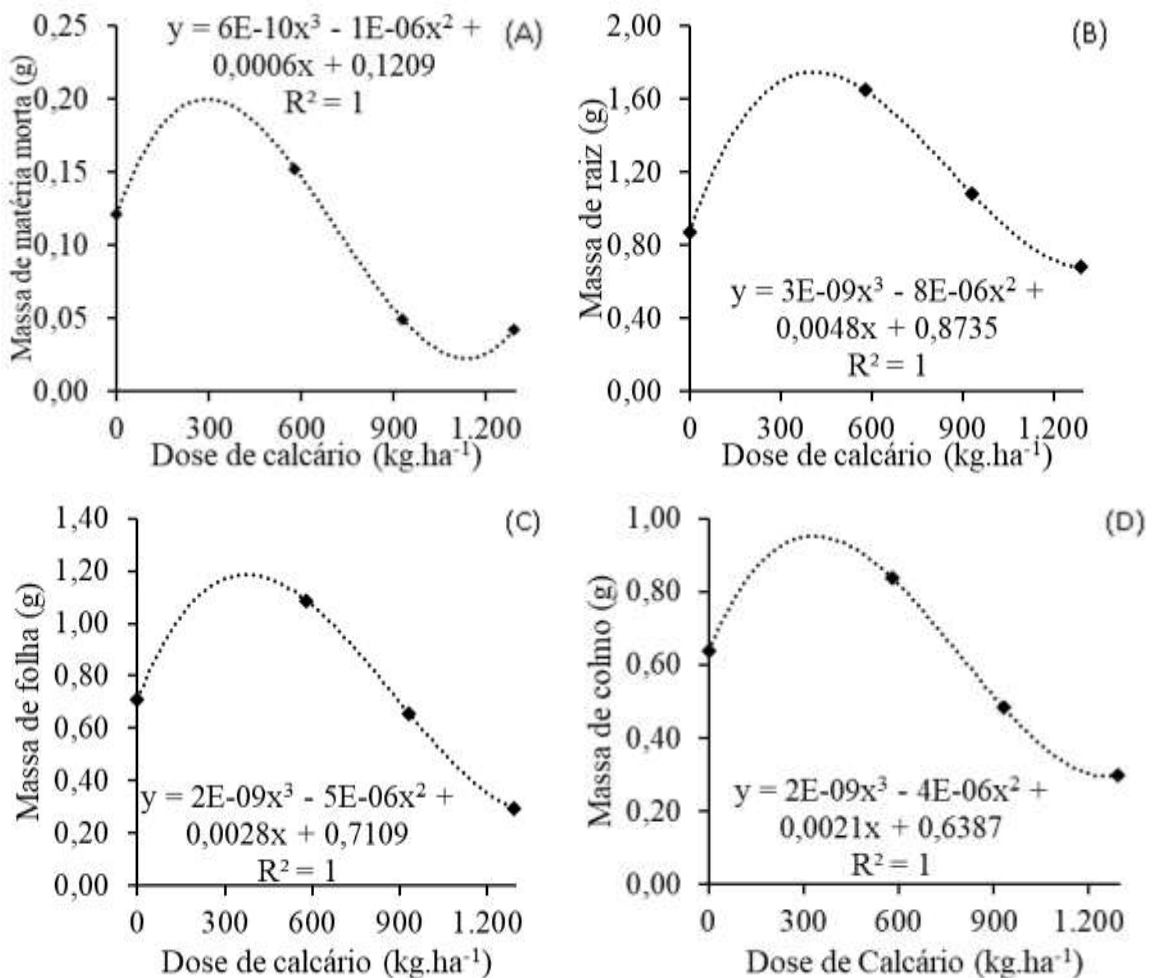 (A)
y = 6E-10x³ - 1E-06x² +
0,0006x + 0,1209
R² = 1
Massa de matéria morta (g)
0,25
0,20
0,15
0,10
0,05
0,00
0 300 600 900 1.200
Dose de calcário (kg.ha⁻¹)
(B)
Massa de raiz (g)
2,00
1,60
1,20
0,80
0,40
0,00
y = 3E-09x³ - 8E-06x² +
0,0048x + 0,8735
R² = 1
0 300 600 900 1.200
Dose de calcário (kg.ha⁻¹)
(C)
Massa de folha (g)
1,40
1,20
1,00
0,80
0,60
0,40
0,20
0,00
y = 2E-09x³ - 5E-06x² +
0,0028x + 0,7109
R² = 1
0 300 600 900 1.200
Dose de calcário (kg.ha⁻¹)
(D)
Massa de colmo (g)
1,00
0,80
0,60
0,40
0,20
0,00
y = 2E-09x³ - 4E-06x² +
0,0021x + 0,6387
R² = 1
0 300 600 900 1.200
Dose de Calcário (kg.ha⁻¹)